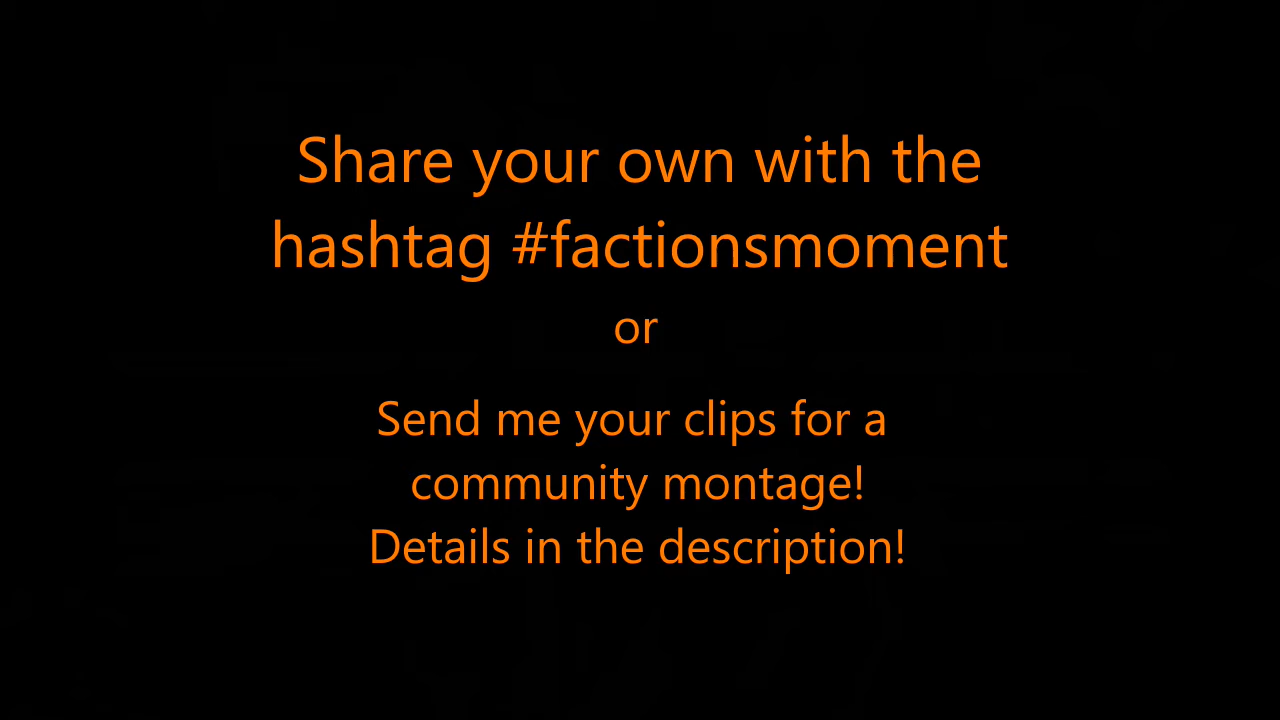 Share your own with the
hashtag #factionsmoment
or
Send me your clips for a
community montage!
Details in the description!